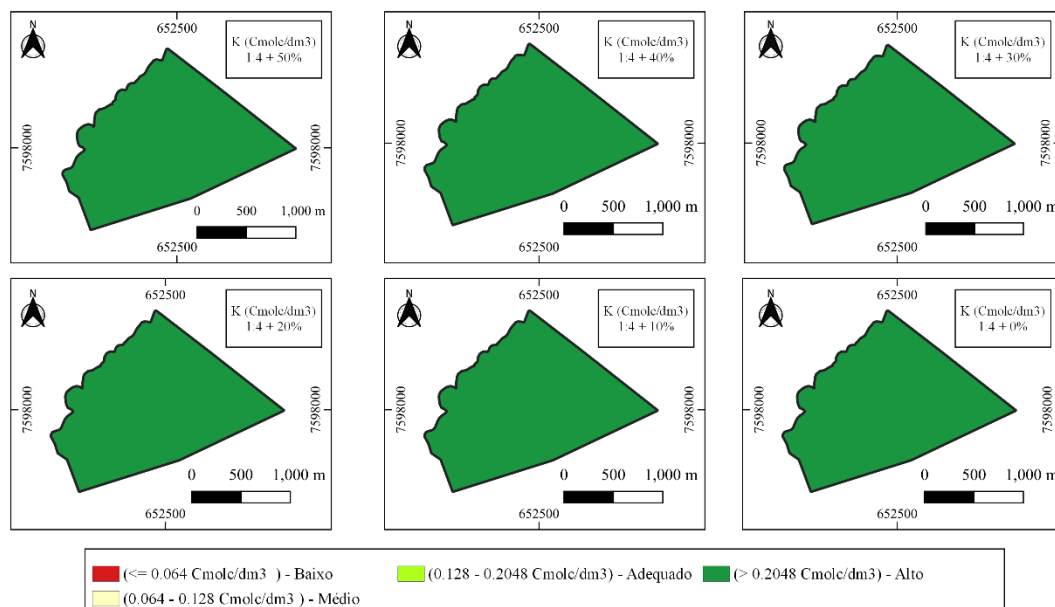 652500
N
K (Cmolc/dm3)
1:4 + 50%
7598000
7598000
0 500 1,000 m
652500
652500
N
K (Cmolc/dm3)
1:4 + 40%
7598000
7598000
0 500 1,000 m
652500
652500
N
K (Cmolc/dm3)
1:4 + 30%
7598000
7598000
0 500 1,000 m
652500
652500
N
K (Cmolc/dm3)
1:4 + 20%
7598000
7598000
0 500 1,000 m
652500
652500
N
K (Cmolc/dm3)
1:4 + 10%
7598000
7598000
0 500 1,000 m
652500
652500
N
K (Cmolc/dm3)
1:4 + 0%
7598000
7598000
0 500 1,000 m
652500
(<= 0.064 Cmolc/dm3 ) - Baixo
(0.128 - 0.2048 Cmolc/dm3) - Adequado
(> 0.2048 Cmolc/dm3) - Alto
(0.064 - 0.128 Cmolc/dm3 ) - Médio